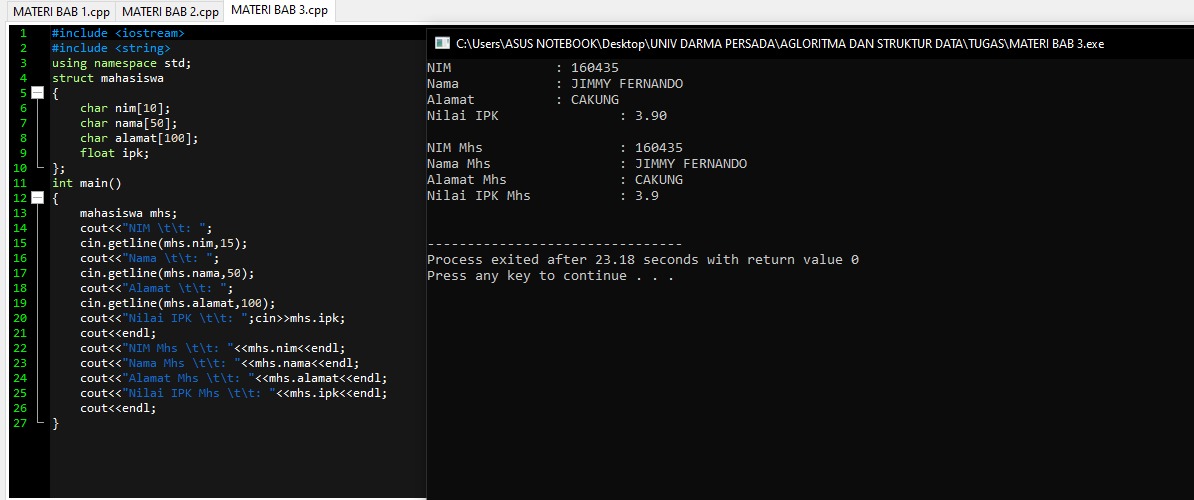 MATERI BAB 1.cpp MATERI BAB 2.cpp MATERI BAB 3.cpp
1 #include <iostream>
2 #include <string>
3 using namespace std;
4 struct mahasiswa
5 {
6 char nim[10];
7 char nama[50];
8 char alamat[100];
9 float ipk;
10 };
11 int main()
12 {
13 mahasiswa mhs;
14 cout<<"NIM \t\t: ";
15 cin.getline(mhs.nim,15);
16 cout<<"Nama \t\t: ";
17 cin.getline(mhs.nama,50);
18 cout<<"Alamat \t\t: ";
19 cin.getline(mhs.alamat,100);
20 cout<<"Nilai IPK \t\t: ";cin>>mhs.ipk;
21 cout<<endl;
22 cout<<"NIM Mhs \t\t: "<<mhs.nim<<endl;
23 cout<<"Nama Mhs \t\t: "<<mhs.nama<<endl;
24 cout<<"Alamat Mhs \t\t: "<<mhs.alamat<<endl;
25 cout<<"Nilai IPK Mhs \t\t: "<<mhs.ipk<<endl;
26 cout<<endl;
27 }
C:\Users\ASUS NOTEBOOK\Desktop\UNIV DARMA PERSADA\AGLORITMA DAN STRUKTUR DATA\TUGAS\MATERI BAB 3.exe
NIM : 160435
Nama : JIMMY FERNANDO
Alamat : CAKUNG
Nilai IPK : 3.90
NIM Mhs : 160435
Nama Mhs : JIMMY FERNANDO
Alamat Mhs : CAKUNG
Nilai IPK Mhs : 3.9
--------------------------------
Process exited after 23.18 seconds with return value 0
Press any key to continue . . .